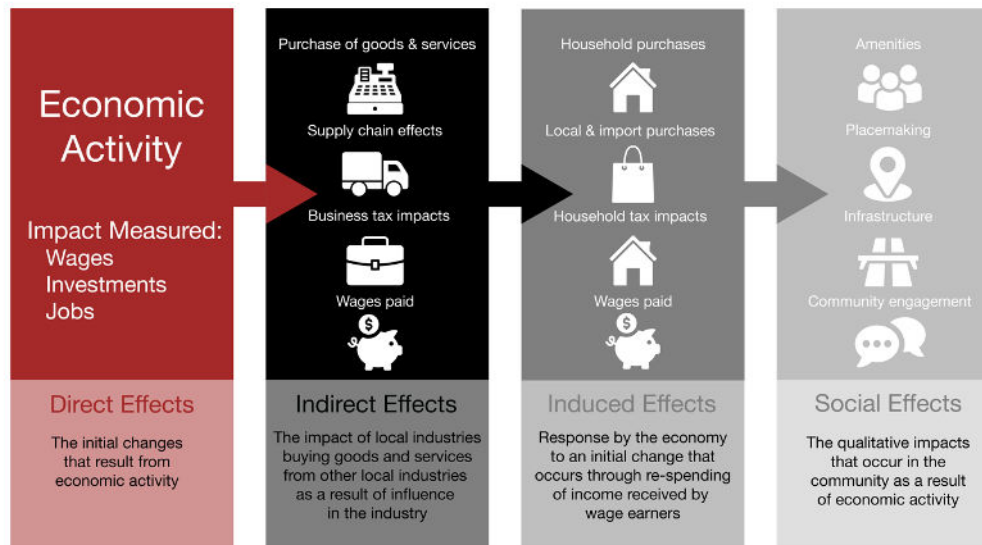 Economic
Activity
Impact Measured:
Wages
Investments
Jobs
Direct Effects
The initial changes
that result from
economic activity
Purchase of goods & services
Supply chain effects
Business tax impacts
Wages paid
$
Indirect Effects
The impact of local industries
buying goods and services
from other local industries
as a result of influence
in the industry
Household purchases
Local & import purchases
Household tax impacts
Wages paid
$
Induced Effects
Response by the economy
to an initial change that
occurs through re-spending
of income received by
wage earners
Amenities
Placemaking
Infrastructure
Community engagement
Social Effects
The qualitative impacts
that occur in the
community as a result
of economic activity